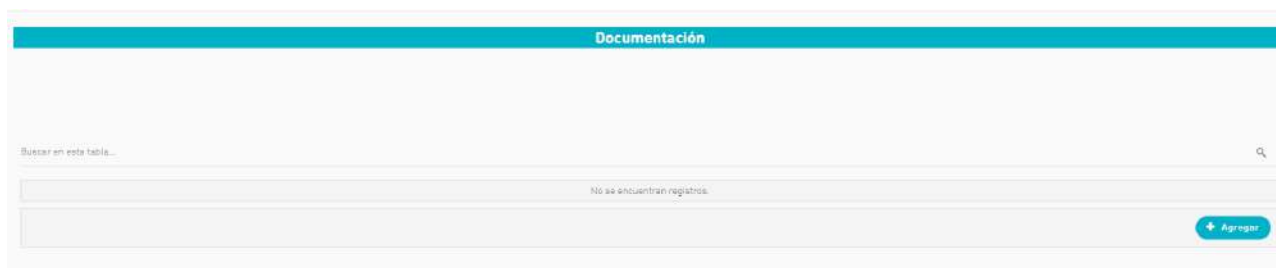 Documentación
Buscar en esta tabla...
No se encuentran registros.
+ Agregar